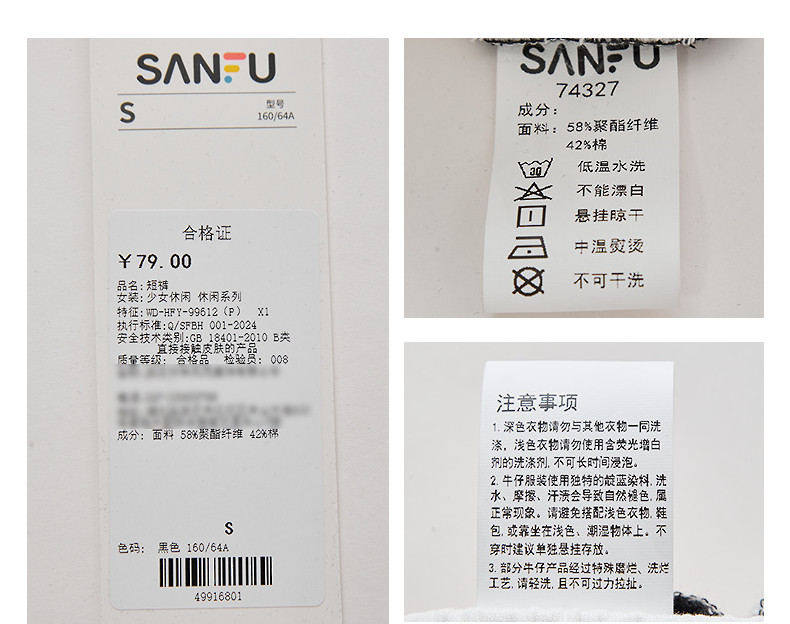 SANFU
S
型号
160/64A
合格证
￥79.00
品名:短裤
女装:少女休闲 休闲系列
特征:WD-HFY-99612（P） X1
执行标准:Q/SFBH 001-2024
安全技术类别:GB 18401-2010 B类
直接接触皮肤的产品
质量等级: 合格品 检验员: 008
成分: 面料 58%聚酯纤维 42%棉
S
色码: 黑色 160/64A
49916801
SANFU
74327
成分:
面料: 58%聚酯纤维
42%棉
30 低温水洗
不能漂白
悬挂晾干
中温熨烫
不可干洗
注意事项
1. 深色衣物请勿与其他衣物一同洗
涤, 浅色衣物请勿使用含荧光增白
剂的洗涤剂, 不可长时间浸泡。
2. 牛仔服装使用独特的靛蓝染料, 洗
水、摩擦、汗渍会导致自然褪色, 属
正常现象。请避免搭配浅色衣物, 鞋
包, 或靠坐在浅色、潮湿物体上。不
穿时建议单独悬挂存放。
3. 部分牛仔产品经过特殊磨烂、洗烂
工艺, 请轻洗, 且不可过力拉扯。